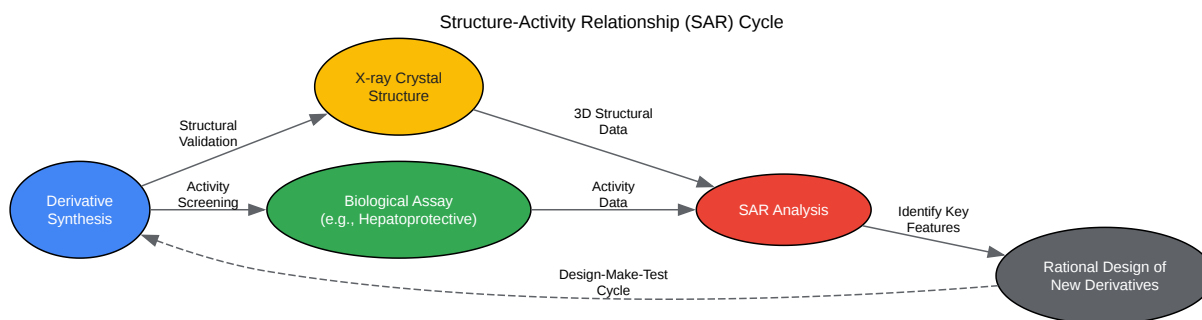 Structure-Activity Relationship (SAR) Cycle
X-ray Crystal
Structure
Structural
Validation
3D Structural
Data
Derivative
Synthesis
Activity
Screening
Biological Assay
(e.g., Hepatoprotective)
Activity
Data
SAR Analysis
Identify Key
Features
Rational Design of
New Derivatives
Design-Make-Test
Cycle